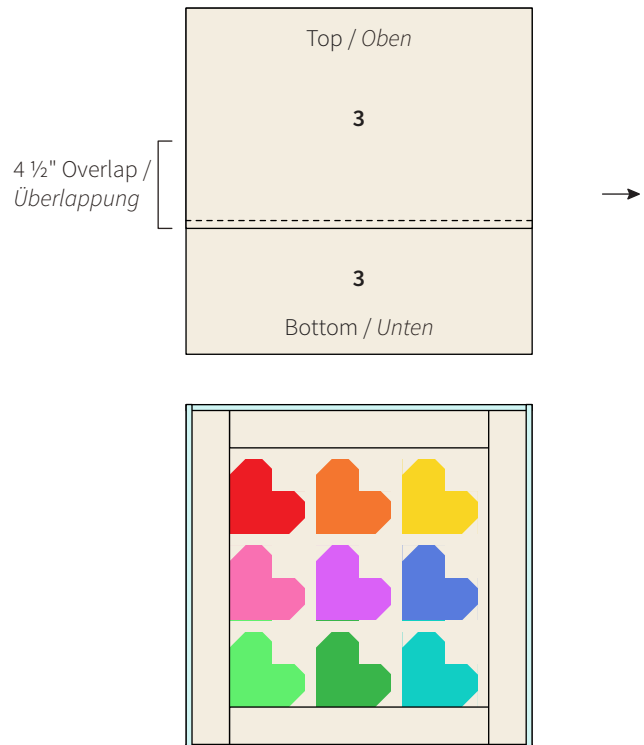 Top / Oben
3
4 ½" Overlap /
Überlappung
3
Bottom / Unten